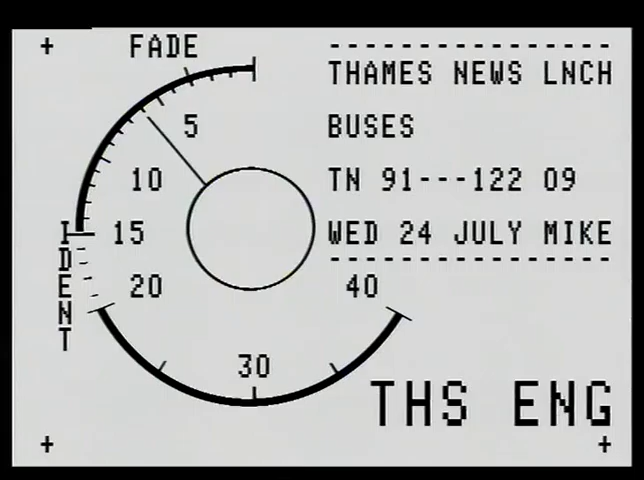 FADE
THAMES NEWS LNCH
BUSES
TN 91---122 09
WED 24 JULY MIKE
5
10
15
20
30
40
IDENT
THS ENG